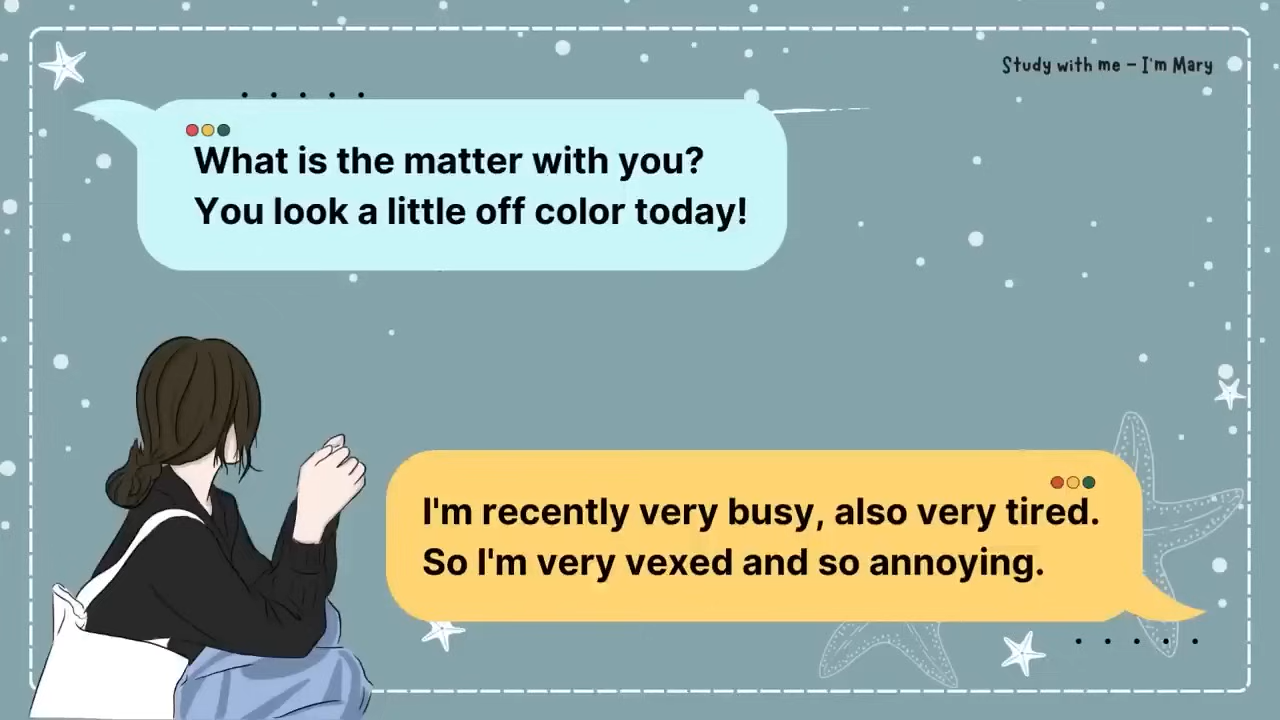 Study with me - I'm Mary
What is the matter with you?
You look a little off color today!
I'm recently very busy, also very tired.
So I'm very vexed and so annoying.